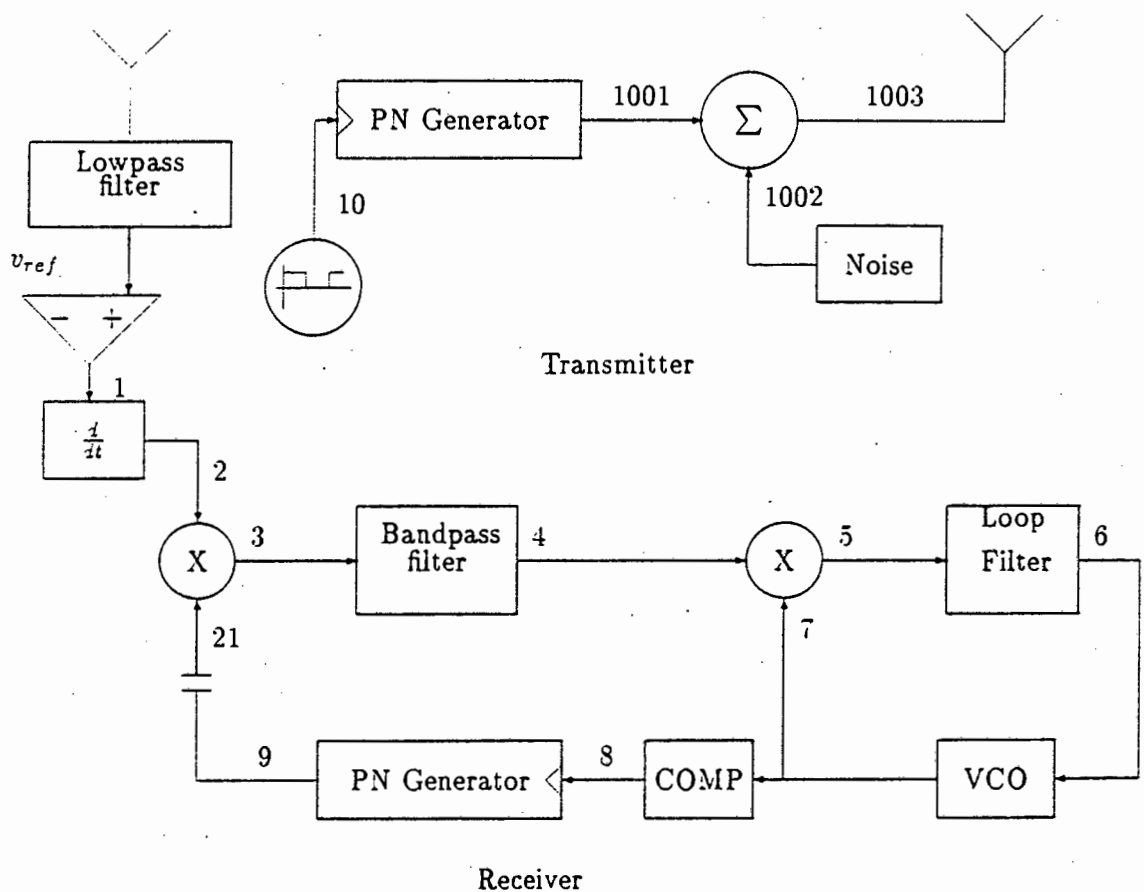 1001
1003
PN Generator
Σ
Lowpass
filter
10
1002
v_ref
Noise
− +
Transmitter
1
d
dt
2
X
3
Bandpass
filter
4
X
5
Loop
Filter
6
21
7
9
PN Generator
8
COMP
VCO
Receiver